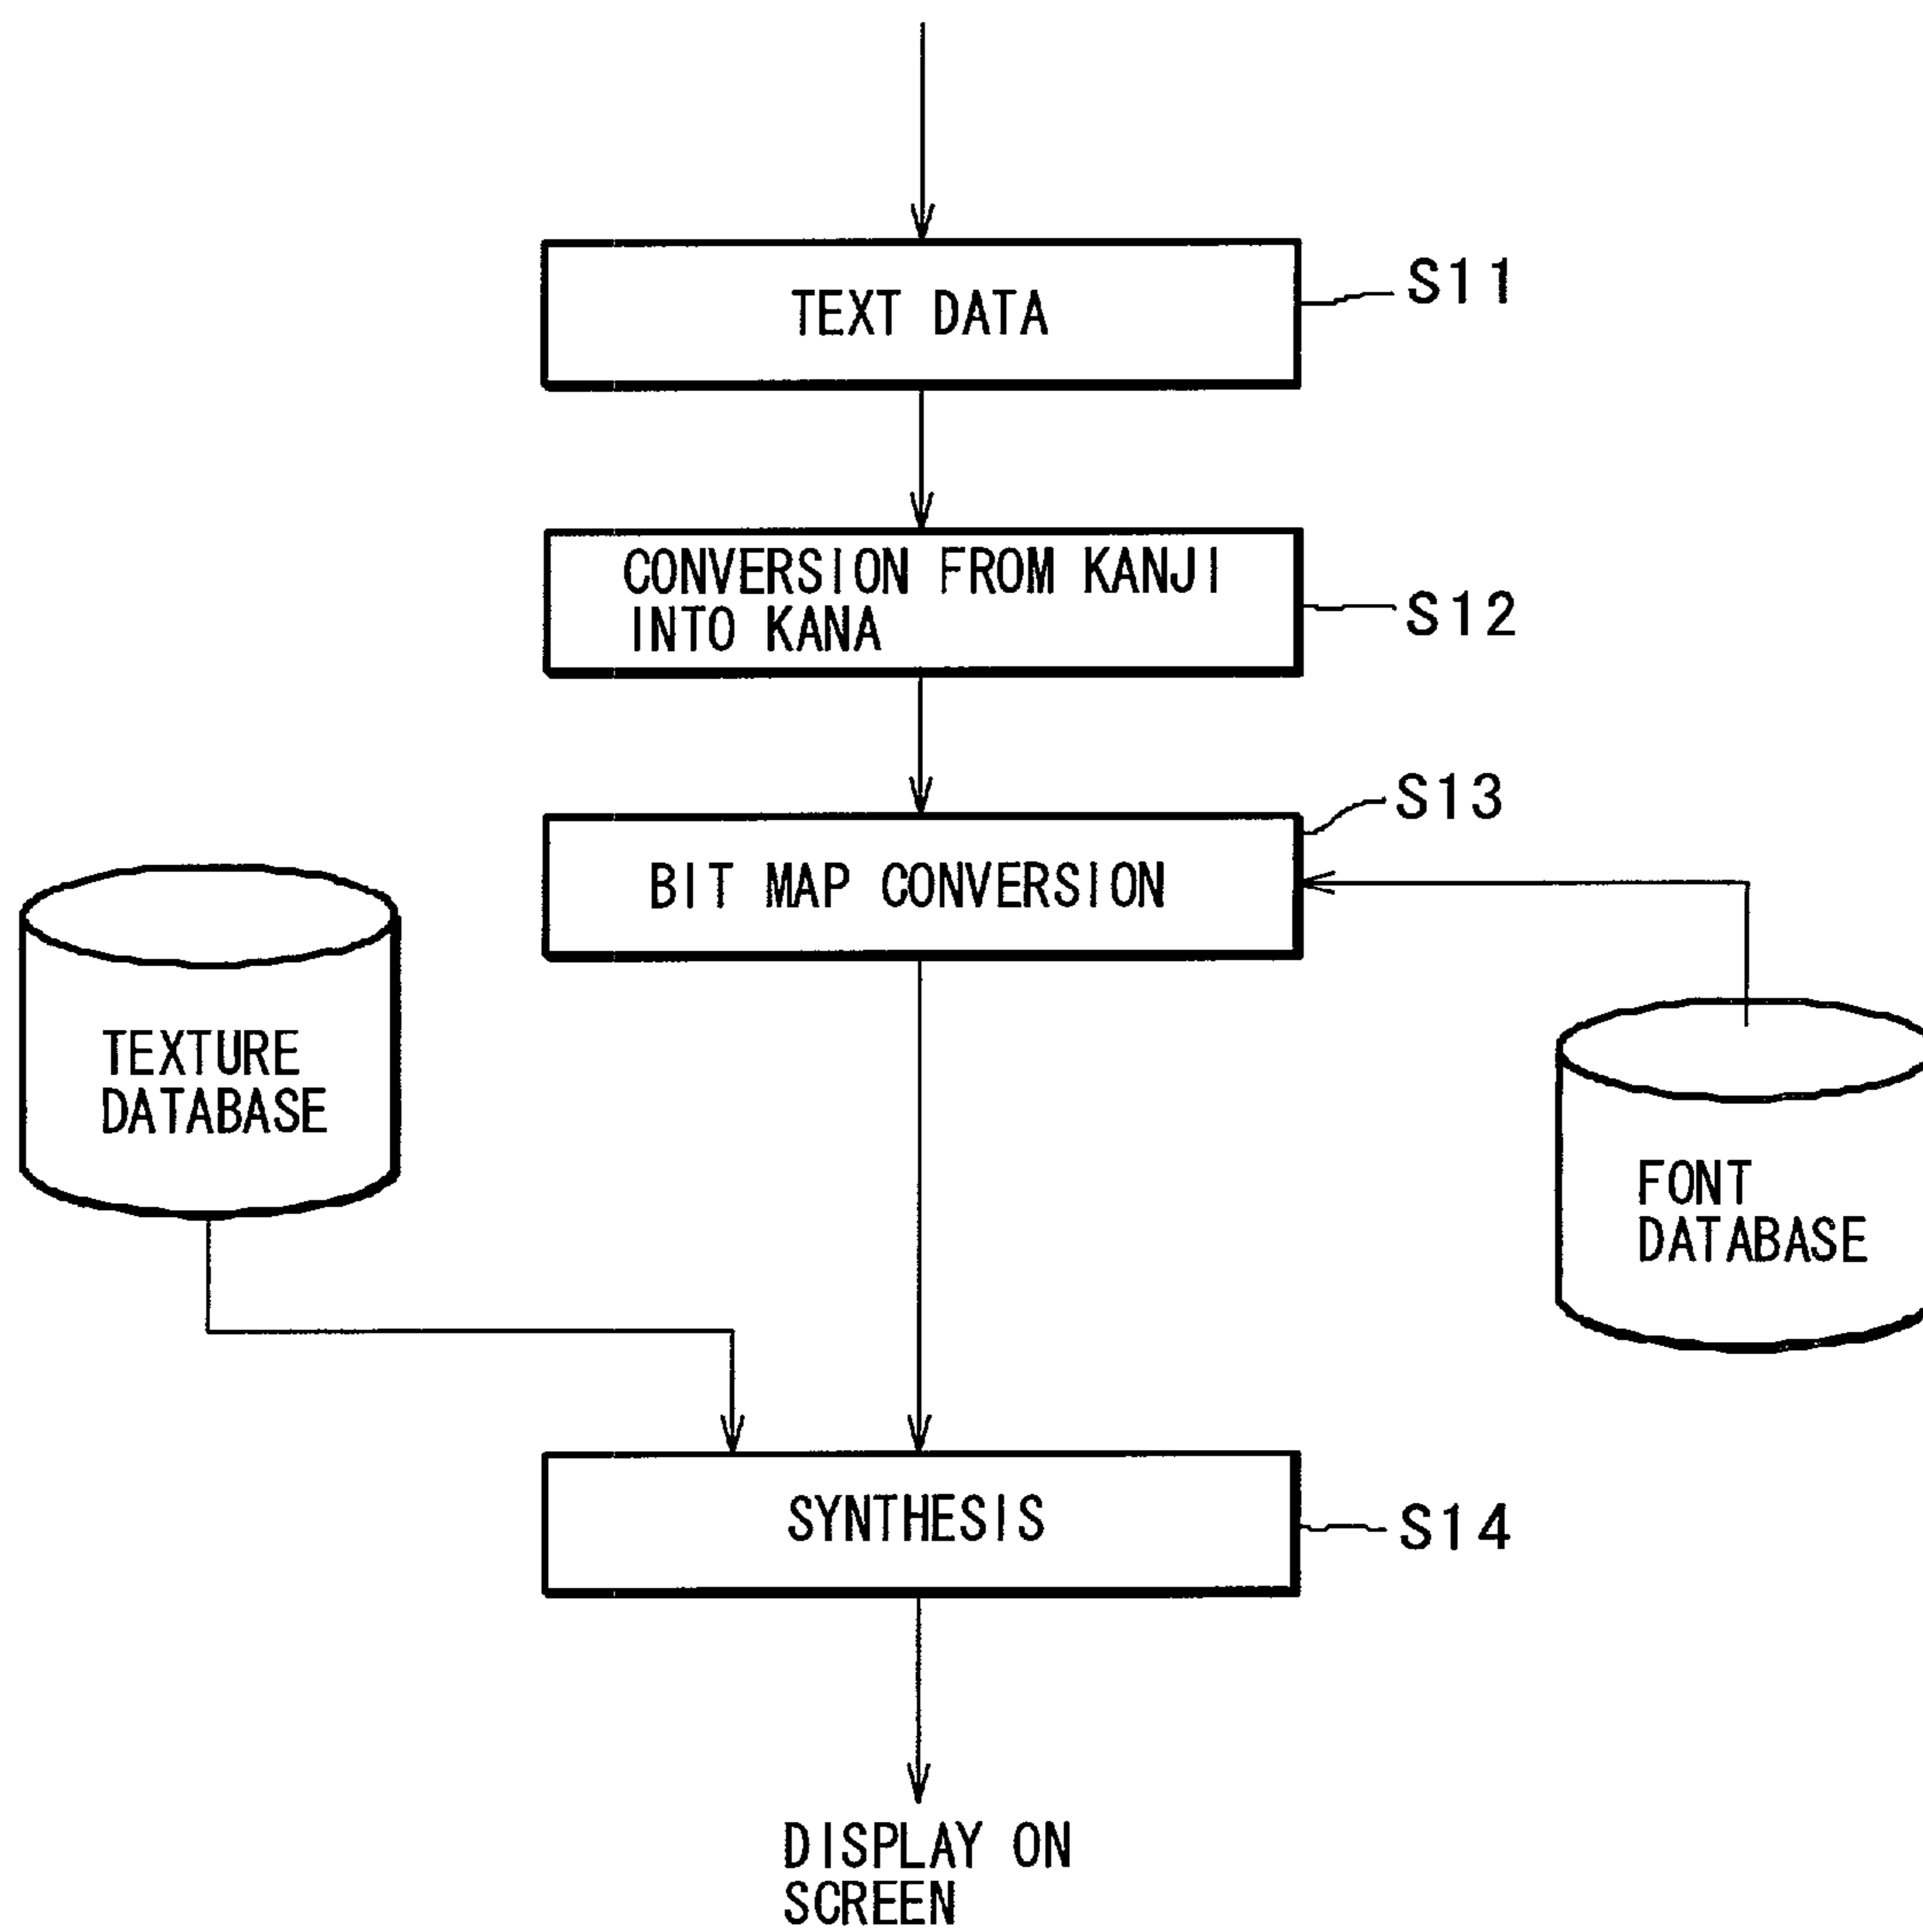 TEXT DATA
S11
CONVERSION FROM KANJI
INTO KANA
S12
S13
BIT MAP CONVERSION
TEXTURE
DATABASE
FONT
DATABASE
SYNTHESIS
S14
DISPLAY ON
SCREEN